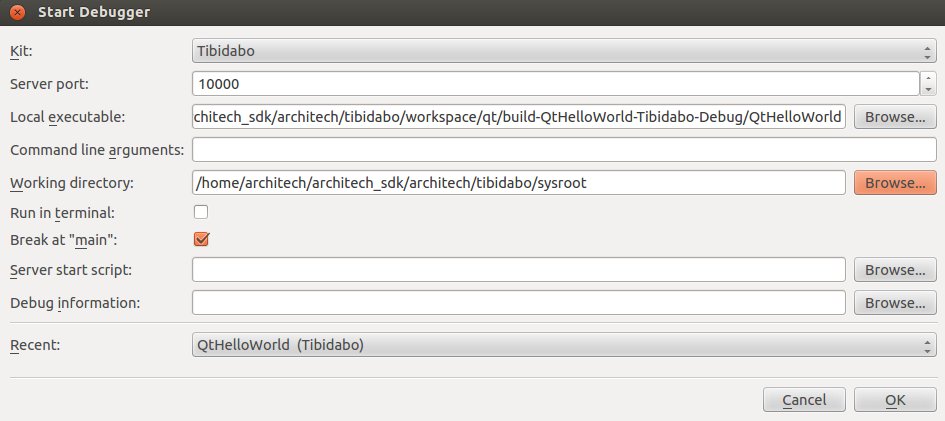 Start Debugger
Kit: Tibidabo
Server port: 10000
Local executable: chitech_sdk/architech/tibidabo/workspace/qt/build-QtHelloWorld-Tibidabo-Debug/QtHelloWorld Browse...
Command line arguments:
Working directory: /home/architech/architech_sdk/architech/tibidabo/sysroot Browse...
Run in terminal:
Break at "main":
Server start script: Browse...
Debug information: Browse...
Recent: QtHelloWorld (Tibidabo)
Cancel OK